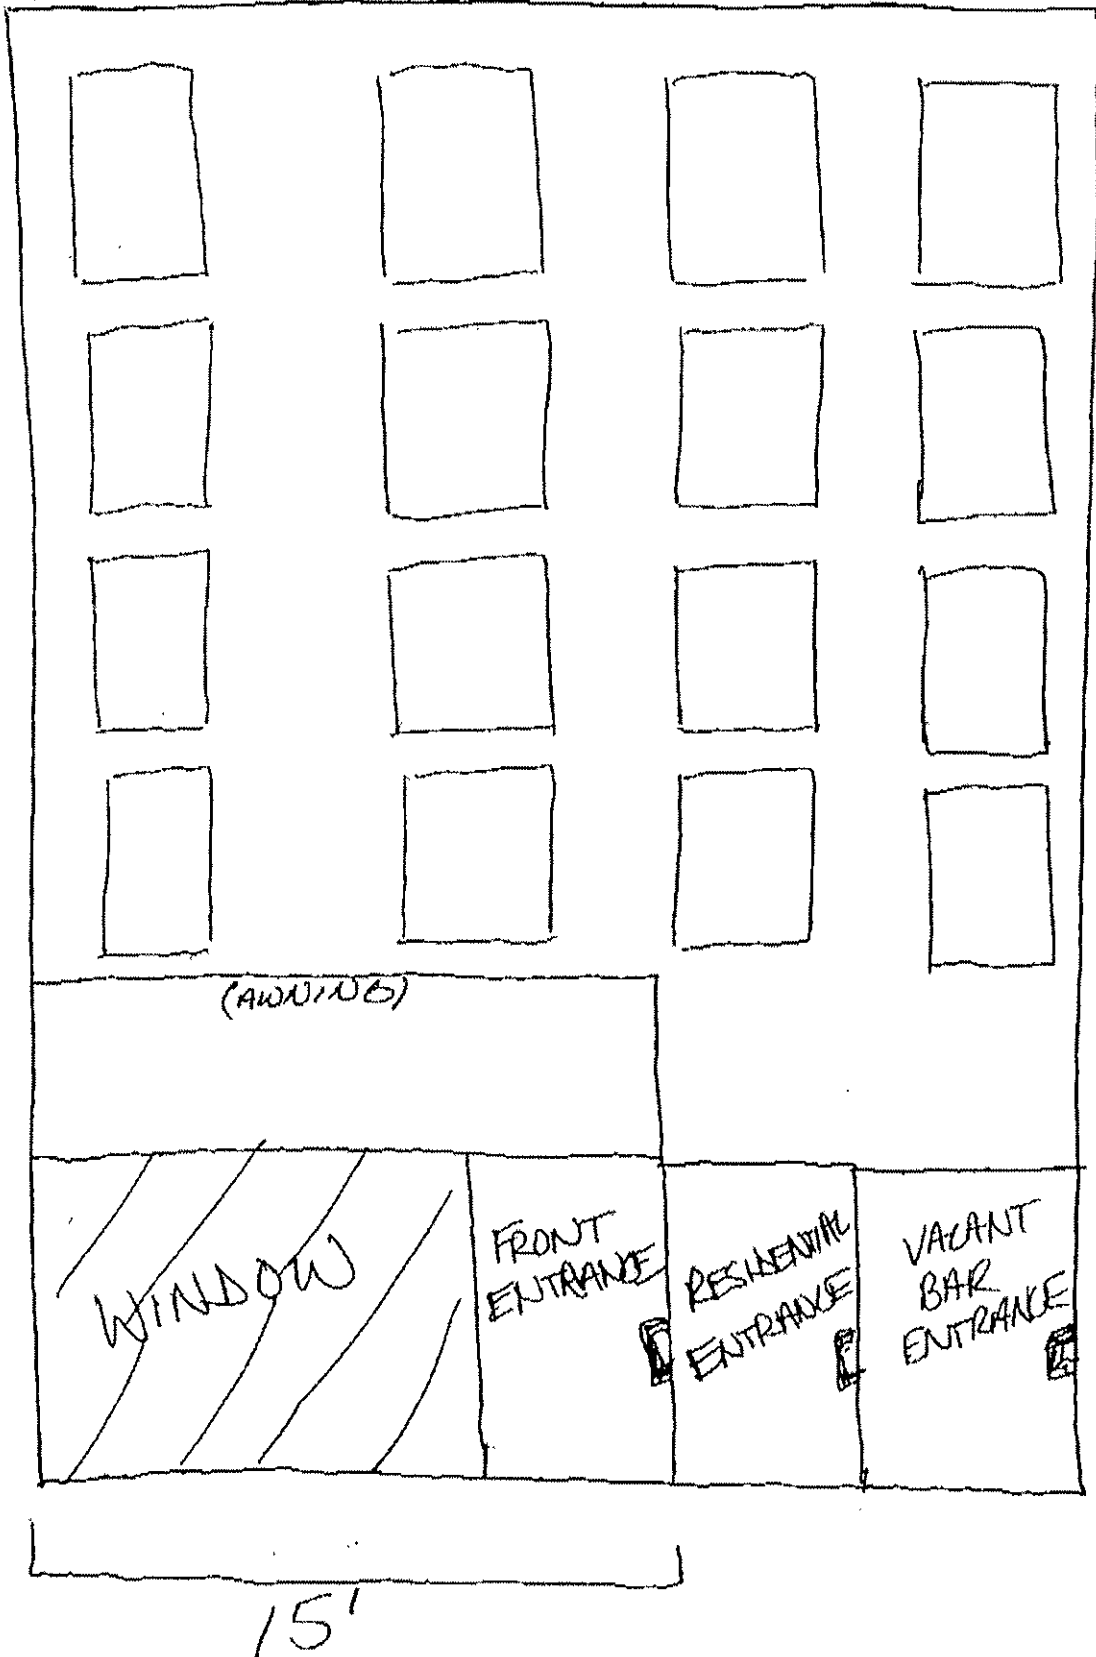 (AWNING)
WINDOW
FRONT
ENTRANCE
RESIDENTIAL
ENTRANCE
VACANT
BAR
ENTRANCE
15'